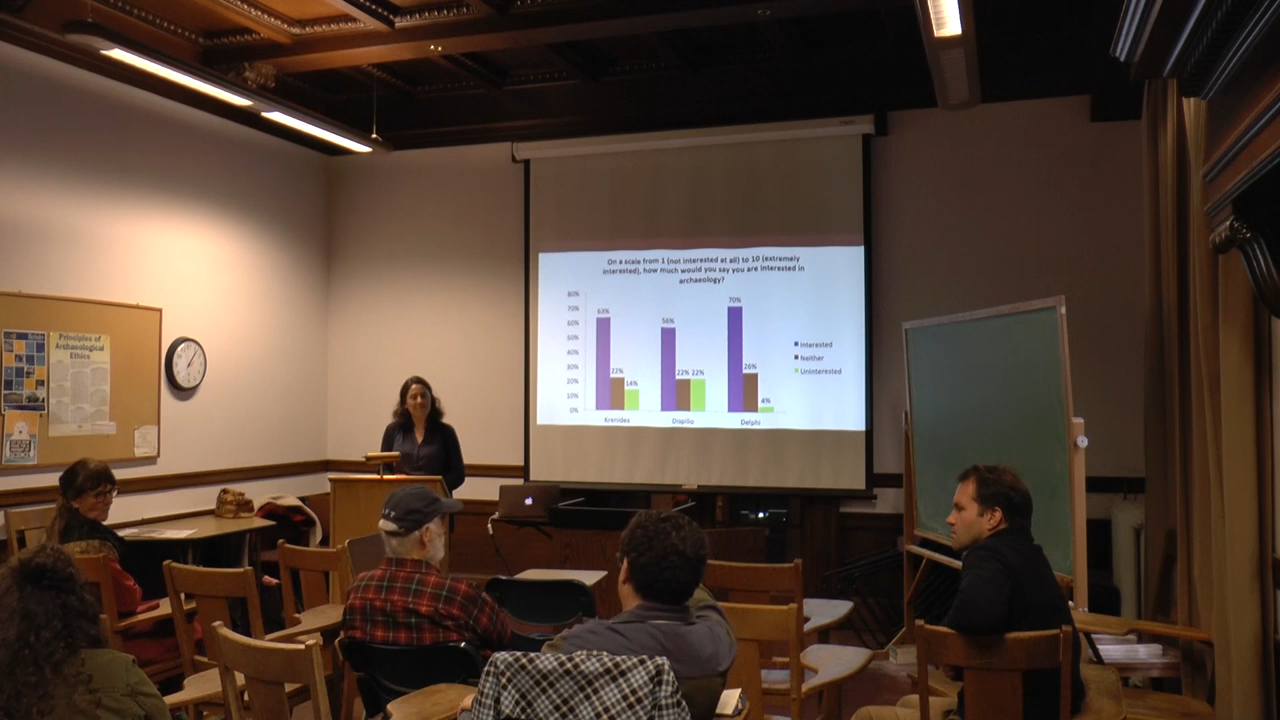 On a scale from 1 (not interested at all) to 10 (extremely
interested), how much would you say you are interested in
archaeology?
80%
70%
60%
50%
40%
30%
20%
10%
0%
63%
22%
14%
56%
22%
22%
70%
26%
4%
Krenides
Dispilio
Delphi
Interested
Neither
Uninterested
Principles of
Archaeological
Ethics